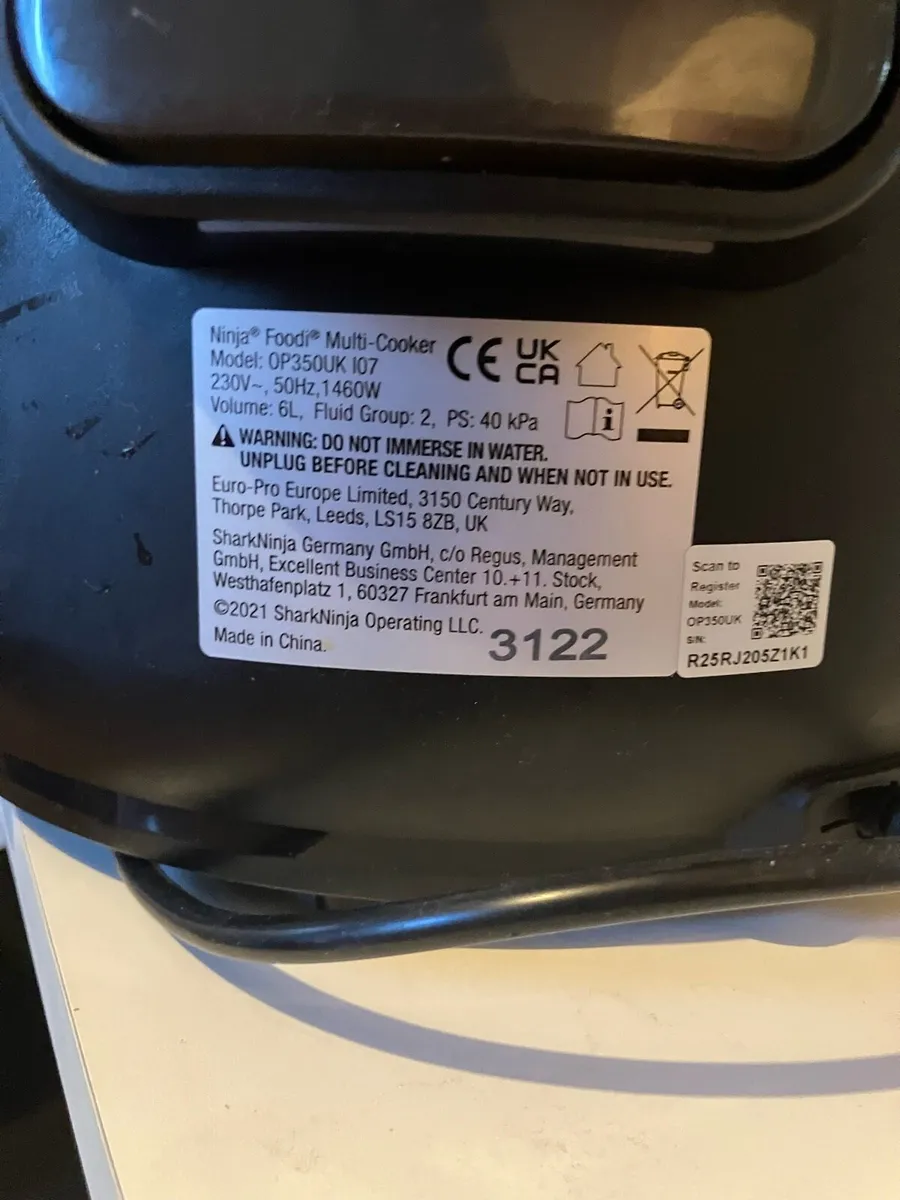 Ninja® Foodi® Multi-Cooker
Model: OP350UK I07
230V~, 50Hz,1460W
Volume: 6L, Fluid Group: 2, PS: 40 kPa
CE
UK
CA
i
WARNING: DO NOT IMMERSE IN WATER.
UNPLUG BEFORE CLEANING AND WHEN NOT IN USE.
Euro-Pro Europe Limited, 3150 Century Way,
Thorpe Park, Leeds, LS15 8ZB, UK
SharkNinja Germany GmbH, c/o Regus, Management
GmbH, Excellent Business Center 10.+11. Stock,
Westhafenplatz 1, 60327 Frankfurt am Main, Germany
©2021 SharkNinja Operating LLC.
Made in China.
3122
Scan to
Register
Model:
OP350UK
S/N:
R25RJ205Z1K1